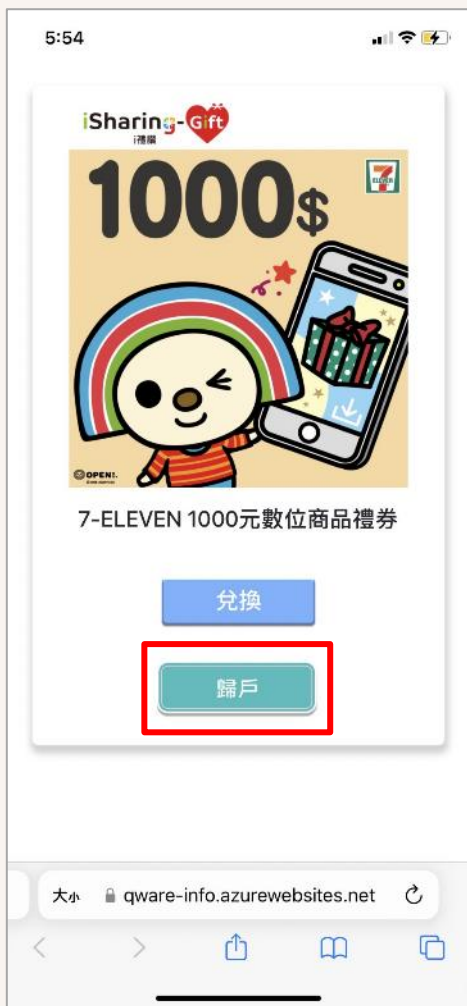 5:54
iSharing-Gift
i禮購
1000$
7
ELEVEN
OPEN!.
7-ELEVEN 1000元數位商品禮券
兌換
歸戶
大小 qware-info.azurewebsites.net